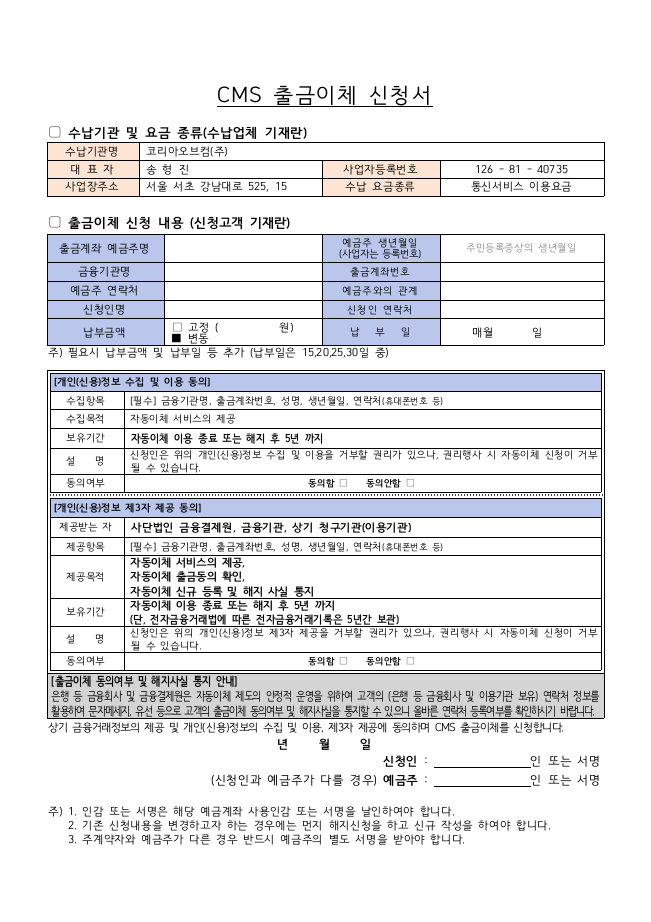 CMS 출금이체 신청서
□ 수납기관 및 요금 종류(수납업체 기재란)
수납기관명 코리아오브컴(주)
대 표 자 송 형 진 사업자등록번호 126 - 81 - 40735
사업장주소 서울 서초 강남대로 525, 15 수납 요금종류 통신서비스 이용요금
□ 출금이체 신청 내용 (신청고객 기재란)
출금계좌 예금주명 예금주 생년월일 주민등록증상의 생년월일
(사업자는 등록번호)
금융기관명 출금계좌번호
예금주 연락처 예금주와의 관계
신청인명 신청인 연락처
납부금액 □ 고정 ( 원) 납 부 일 매월 일
■ 변동
주) 필요시 납부금액 및 납부일 등 추가 (납부일은 15,20,25,30일 중)
[개인(신용)정보 수집 및 이용 동의]
수집항목 [필수] 금융기관명, 출금계좌번호, 성명, 생년월일, 연락처(휴대폰번호 등)
수집목적 자동이체 서비스의 제공
보유기간 자동이체 이용 종료 또는 해지 후 5년 까지
설 명 신청인은 위의 개인(신용)정보 수집 및 이용을 거부할 권리가 있으나, 권리행사 시 자동이체 신청이 거부
될 수 있습니다.
동의여부 동의함 □ 동의안함 □
[개인(신용)정보 제3자 제공 동의]
제공받는 자 사단법인 금융결제원, 금융기관, 상기 청구기관(이용기관)
제공항목 [필수] 금융기관명, 출금계좌번호, 성명, 생년월일, 연락처(휴대폰번호 등)
제공목적 자동이체 서비스의 제공,
자동이체 출금동의 확인,
자동이체 신규 등록 및 해지 사실 통지
보유기간 자동이체 이용 종료 또는 해지 후 5년 까지
(단, 전자금융거래법에 따른 전자금융거래기록은 5년간 보관)
설 명 신청인은 위의 개인(신용)정보 제3자 제공을 거부할 권리가 있으나, 권리행사 시 자동이체 신청이 거부
될 수 있습니다.
동의여부 동의함 □ 동의안함 □
[출금이체 동의여부 및 해지사실 통지 안내]
은행 등 금융회사 및 금융결제원은 자동이체 제도의 안정적 운영을 위하여 고객의 (은행 등 금융회사 및 이용기관 보유) 연락처 정보를
활용하여 문자메세지, 유선 등으로 고객의 출금이체 동의여부 및 해지사실을 통지할 수 있으니 올바른 연락처 등록여부를 확인하시기 바랍니다.
상기 금융거래정보의 제공 및 개인(신용)정보의 수집 및 이용, 제3자 제공에 동의하며 CMS 출금이체를 신청합니다.
년 월 일
신청인 : 인 또는 서명
(신청인과 예금주가 다를 경우) 예금주 : 인 또는 서명
주) 1. 인감 또는 서명은 해당 예금계좌 사용인감 또는 서명을 날인하여야 합니다.
2. 기존 신청내용을 변경하고자 하는 경우에는 먼저 해지신청을 하고 신규 작성을 하여야 합니다.
3. 주계약자와 예금주가 다른 경우 반드시 예금주의 별도 서명을 받아야 합니다.